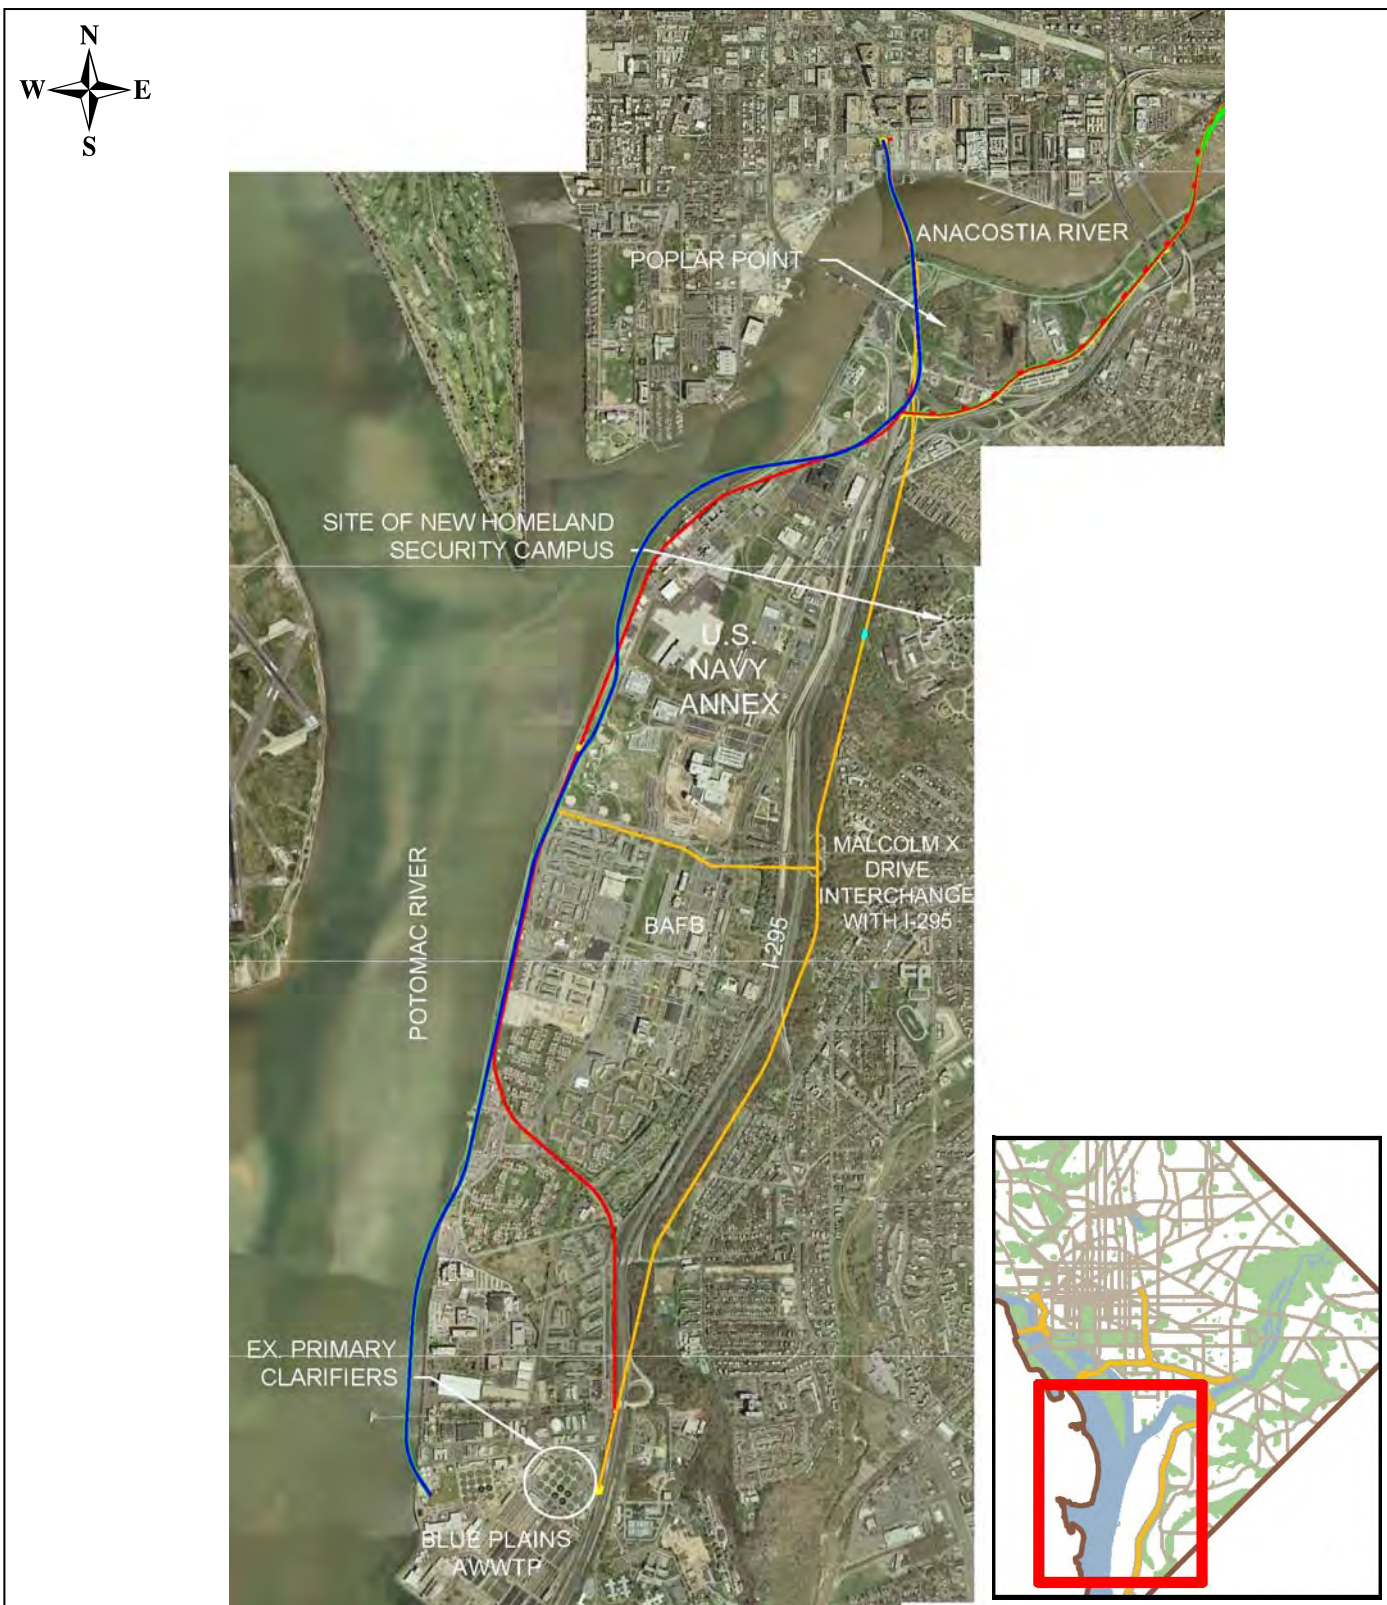 N
W E
S
ANACOSTIA RIVER
POPLAR POINT
SITE OF NEW HOMELAND
SECURITY CAMPUS
U.S.
NAVY
ANNEX
MALCOLM X
DRIVE
INTERCHANGE
WITH I-295
POTOMAC RIVER
BAFB
I-295
EX. PRIMARY
CLARIFIERS
BLUE PLAINS
AWWTP